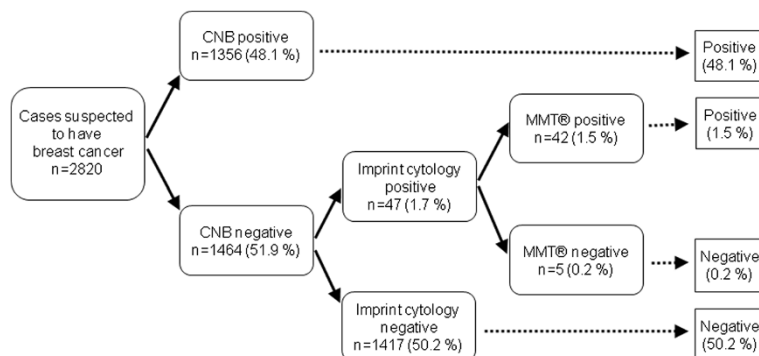 CNB positive
n=1356 (48.1 %)
Positive
(48.1 %)
Cases suspected
to have
breast cancer
n=2820
MMT® positive
n=42 (1.5 %)
Positive
(1.5 %)
Imprint cytology
positive
n=47 (1.7 %)
CNB negative
n=1464 (51.9 %)
MMT® negative
n=5 (0.2 %)
Negative
(0.2 %)
Imprint cytology
negative
n=1417 (50.2 %)
Negative
(50.2 %)